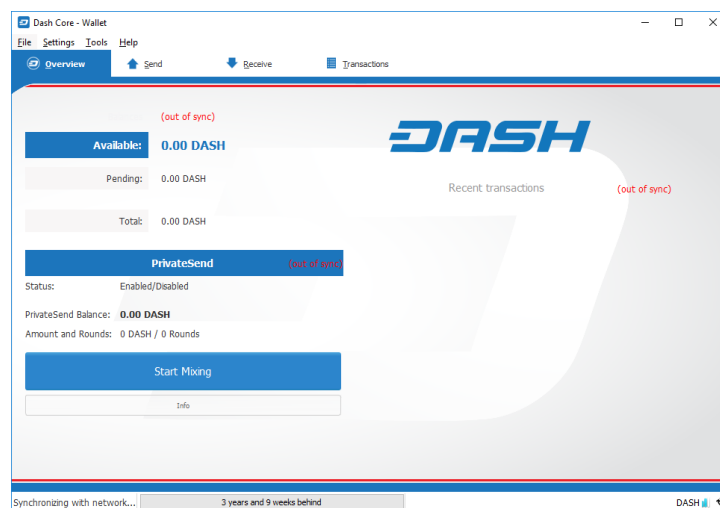 Dash Core - Wallet
File Settings Tools Help
Overview Send Receive Transactions
(out of sync)
Available: 0.00 DASH
Pending: 0.00 DASH
Total: 0.00 DASH
DASH
Recent transactions (out of sync)
PrivateSend (out of sync)
Status: Enabled/Disabled
PrivateSend Balance: 0.00 DASH
Amount and Rounds: 0 DASH / 0 Rounds
Start Mixing
Info
Synchronizing with network... 3 years and 9 weeks behind DASH